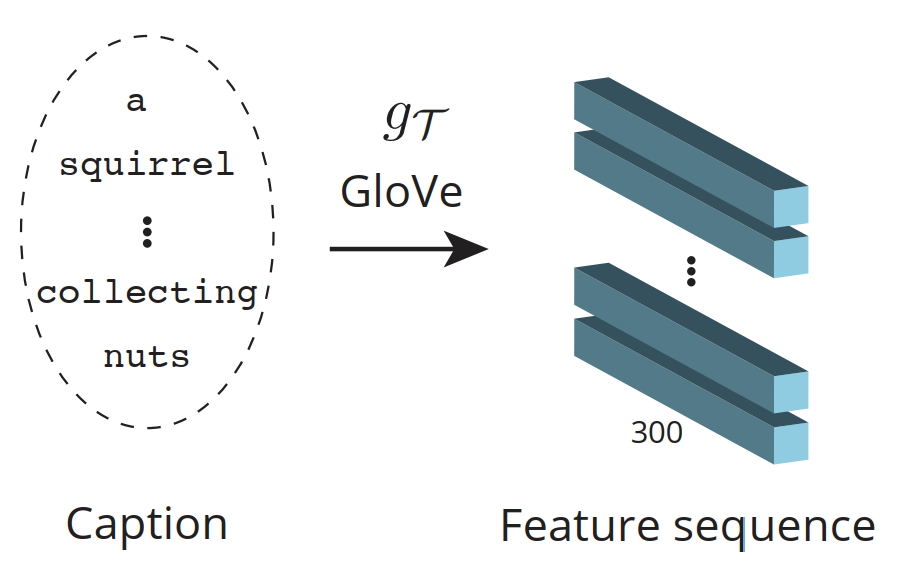 a
squirrel
⋮
collecting
nuts
g𝒯
GloVe
⋮
300
Caption
Feature sequence